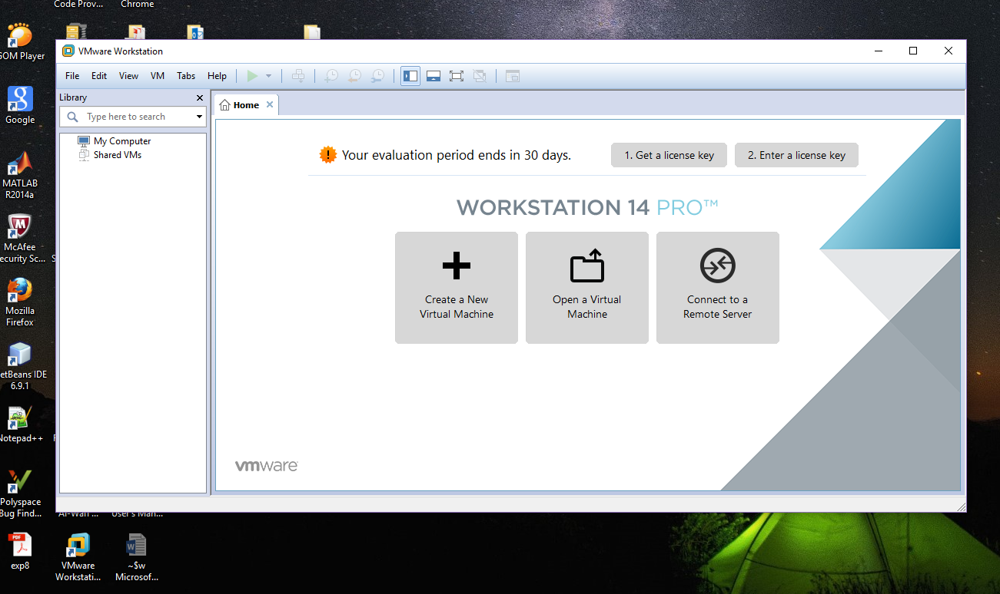 Code Prov...
Chrome
GOM Player
Google
MATLAB
R2014a
McAfee
ecurity Sc...
Mozilla
Firefox
etBeans IDE
6.9.1
Notepad++
Polyspace
Bug Find...
exp8
VMware
Workstati...
~$w
Microsof...
User's Man...
VMware Workstation
File Edit View VM Tabs Help
Library
Type here to search
My Computer
Shared VMs
Home
Your evaluation period ends in 30 days.
1. Get a license key
2. Enter a license key
WORKSTATION 14 PRO™
Create a New
Virtual Machine
Open a Virtual
Machine
Connect to a
Remote Server
vmware